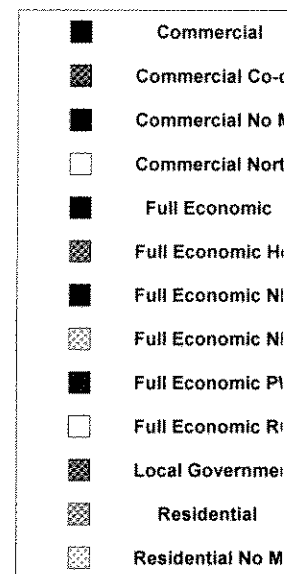 Commercial
Commercial Co-
Commercial No
Commercial Nort
Full Economic
Full Economic H
Full Economic N
Full Economic N
Full Economic P
Full Economic R
Local Governme
Residential
Residential No M